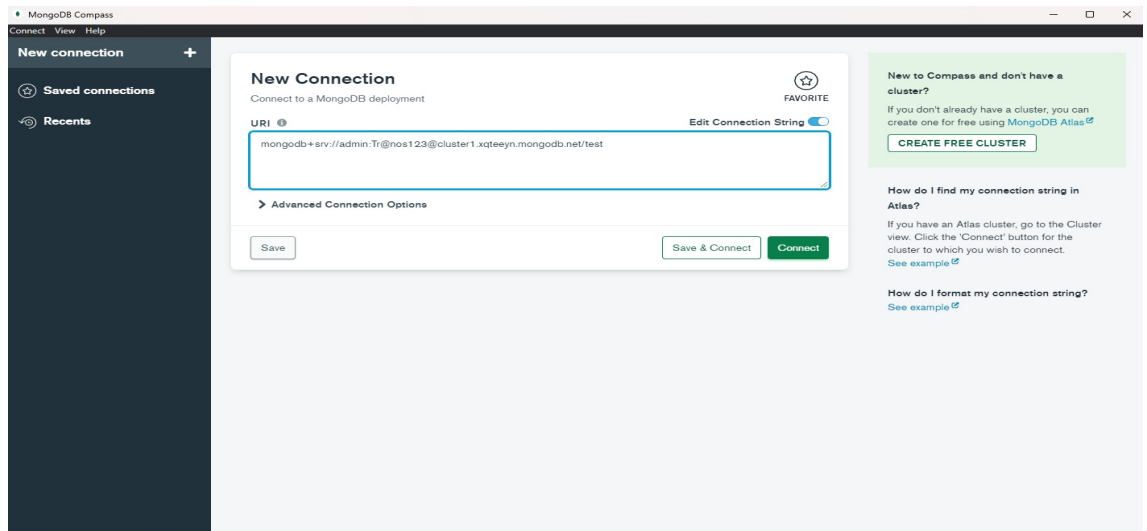 MongoDB Compass
Connect View Help
New connection +
Saved connections
Recents
New Connection
Connect to a MongoDB deployment
FAVORITE
URI
Edit Connection String
mongodb+srv://admin:Tr@nos123@cluster1.xqteeyn.mongodb.net/test
Advanced Connection Options
Save
Save & Connect
Connect
New to Compass and don't have a
cluster?
If you don't already have a cluster, you can
create one for free using MongoDB Atlas
CREATE FREE CLUSTER
How do I find my connection string in
Atlas?
If you have an Atlas cluster, go to the Cluster
view. Click the 'Connect' button for the
cluster to which you wish to connect.
See example
How do I format my connection string?
See example